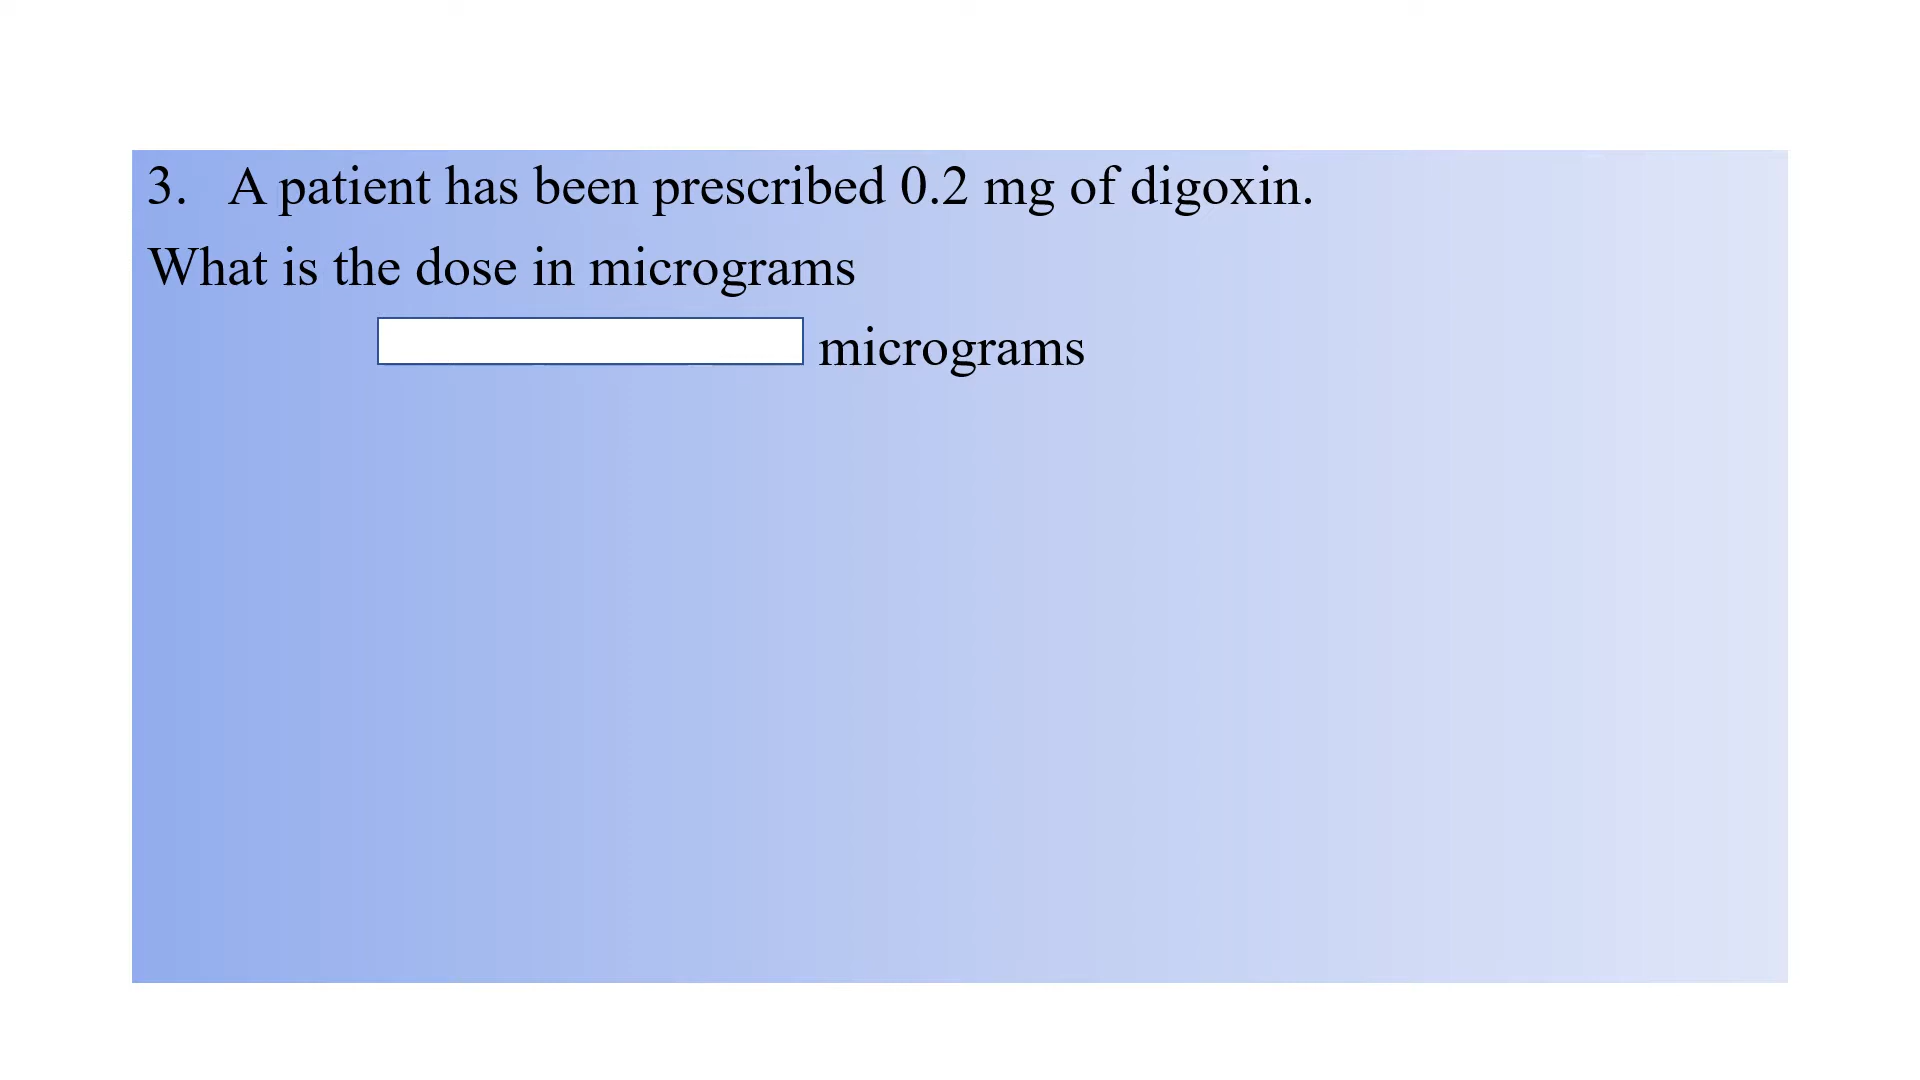 3. A patient has been prescribed 0.2 mg of digoxin.
What is the dose in micrograms
micrograms